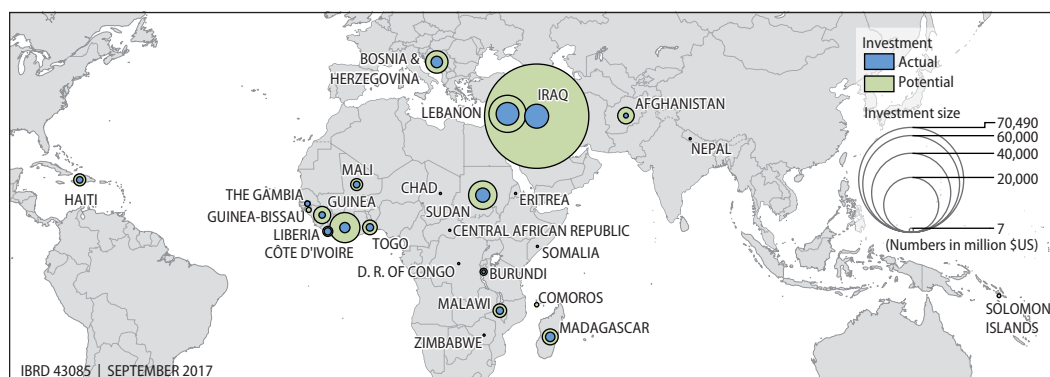 BOSNIA &
HERZEGOVINA
IRAQ
LEBANON
AFGHANISTAN
NEPAL
Investment
Actual
Potential
Investment size
70,490
60,000
40,000
20,000
7
(Numbers in million $US)
HAITI
MALI
THE GAMBIA
GUINEA
CHAD
SUDAN
ERITREA
GUINEA-BISSAU
LIBERIA
CÔTE D'IVOIRE
TOGO
CENTRAL AFRICAN REPUBLIC
SOMALIA
D. R. OF CONGO
BURUNDI
MALAWI
COMOROS
SOLOMON
ISLANDS
MADAGASCAR
ZIMBABWE
IBRD 43085 | SEPTEMBER 2017